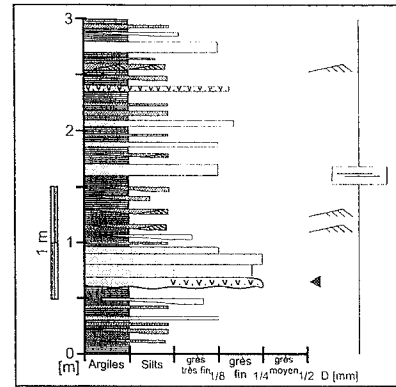 3
2
1
0
[m]
1 m
Argiles Silts grès très fin 1/8 grès fin 1/4 grès moyen 1/2 D [mm]